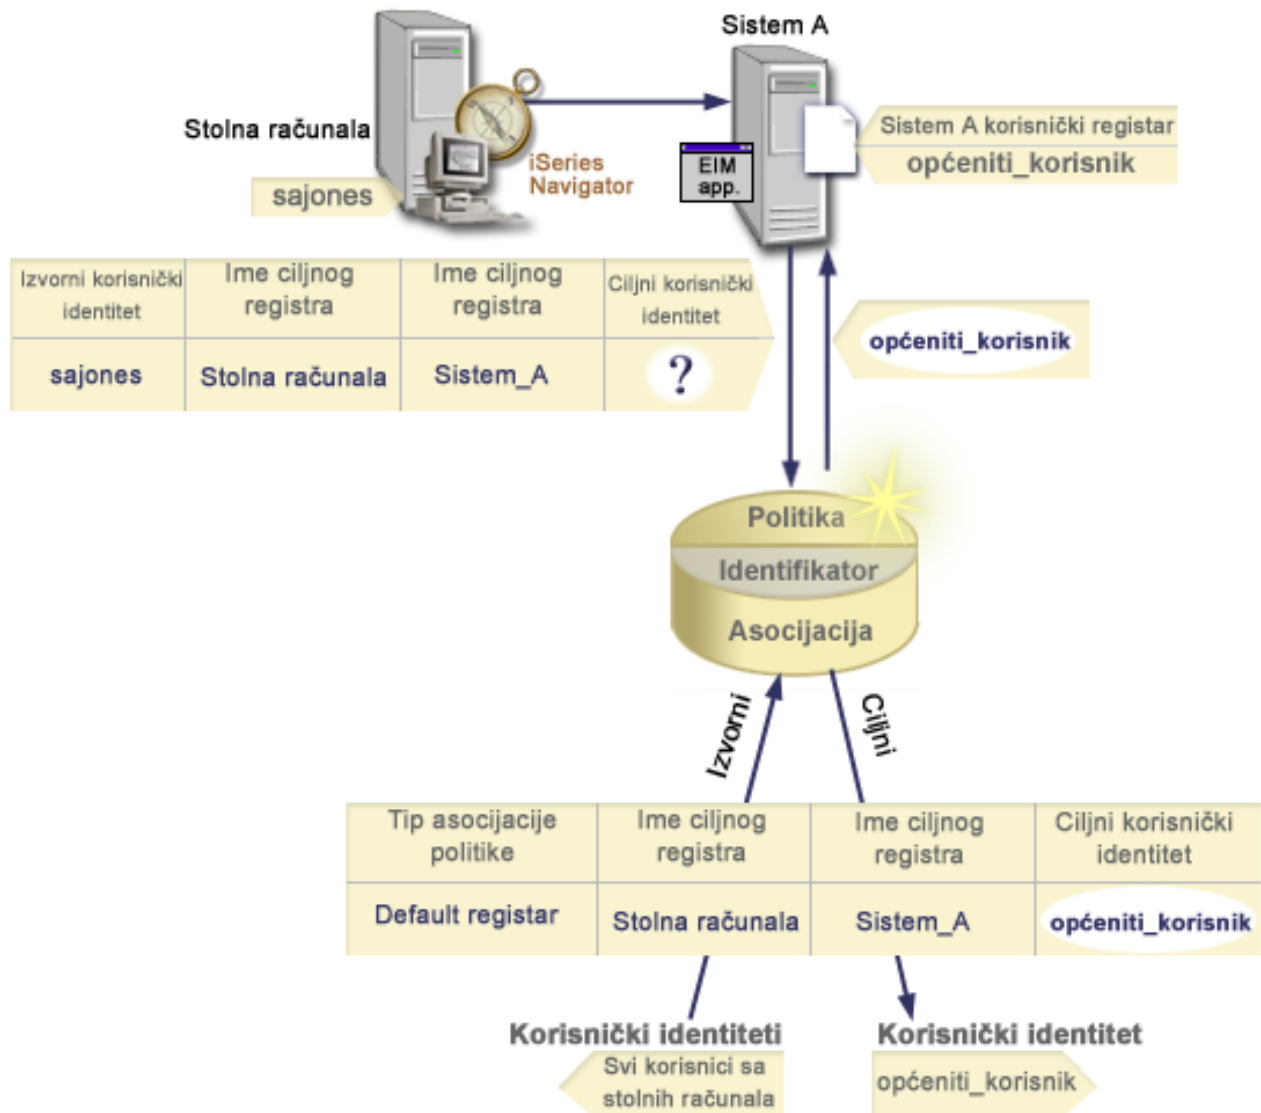 Sistem A
Stolna računala
iSeries
Navigator
sajones
EIM
app.
Sistem A korisnički registar
općeniti_korisnik
Izvorni korisnički
identitet
Ime ciljnog
registra
Ime ciljnog
registra
Ciljni korisnički
identitet
sajones
Stolna računala
Sistem_A
?
općeniti_korisnik
Politika
Identifikator
Asocijacija
Izvorni
Ciljni
Tip asocijacije
politike
Ime ciljnog
registra
Ime ciljnog
registra
Ciljni korisnički
identitet
Default registar
Stolna računala
Sistem_A
općeniti_korisnik
Korisnički identiteti
Svi korisnici sa
stolnih računala
Korisnički identitet
općeniti_korisnik